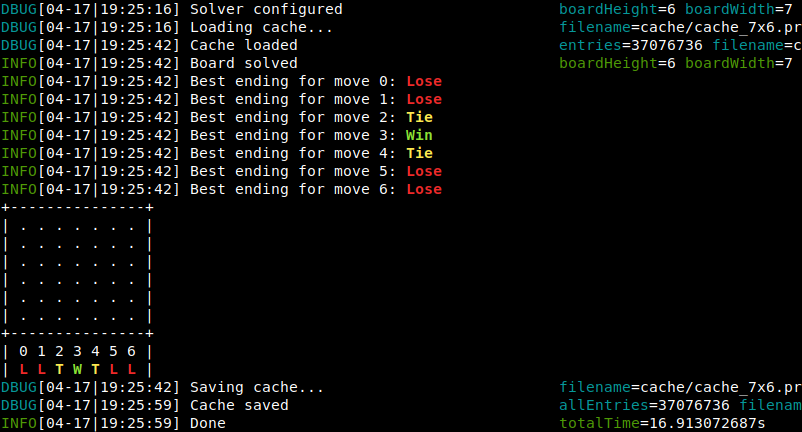 DBUG[04-17|19:25:16] Solver configured boardHeight=6 boardWidth=7
DBUG[04-17|19:25:16] Loading cache... filename=cache/cache_7x6.pr
DBUG[04-17|19:25:42] Cache loaded entries=37076736 filename=c
INFO[04-17|19:25:42] Board solved boardHeight=6 boardWidth=7
INFO[04-17|19:25:42] Best ending for move 0: Lose
INFO[04-17|19:25:42] Best ending for move 1: Lose
INFO[04-17|19:25:42] Best ending for move 2: Tie
INFO[04-17|19:25:42] Best ending for move 3: Win
INFO[04-17|19:25:42] Best ending for move 4: Tie
INFO[04-17|19:25:42] Best ending for move 5: Lose
INFO[04-17|19:25:42] Best ending for move 6: Lose
+---------------+
| . . . . . . . |
| . . . . . . . |
| . . . . . . . |
| . . . . . . . |
| . . . . . . . |
| . . . . . . . |
+---------------+
| 0 1 2 3 4 5 6 |
| L L T W T L L |
DBUG[04-17|19:25:42] Saving cache... filename=cache/cache_7x6.pr
DBUG[04-17|19:25:59] Cache saved allEntries=37076736 filenam
INFO[04-17|19:25:59] Done totalTime=16.913072687s